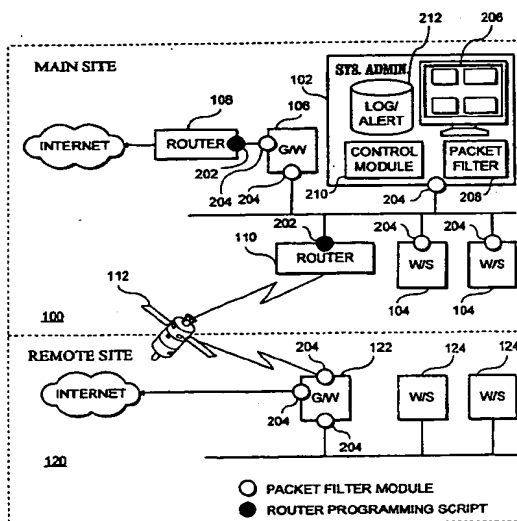 212
206
MAIN SITE
102
SYS. ADMIN.
108
106
LOG/
ALERT
INTERNET
ROUTER
G/W
CONTROL
MODULE
PACKET
FILTER
202
204
204
210
204
208
202
204
204
110
ROUTER
W/S
W/S
112
104
104
100
REMOTE SITE
204
122
124
124
INTERNET
G/W
W/S
W/S
204
204
120
PACKET FILTER MODULE
ROUTER PROGRAMMING SCRIPT